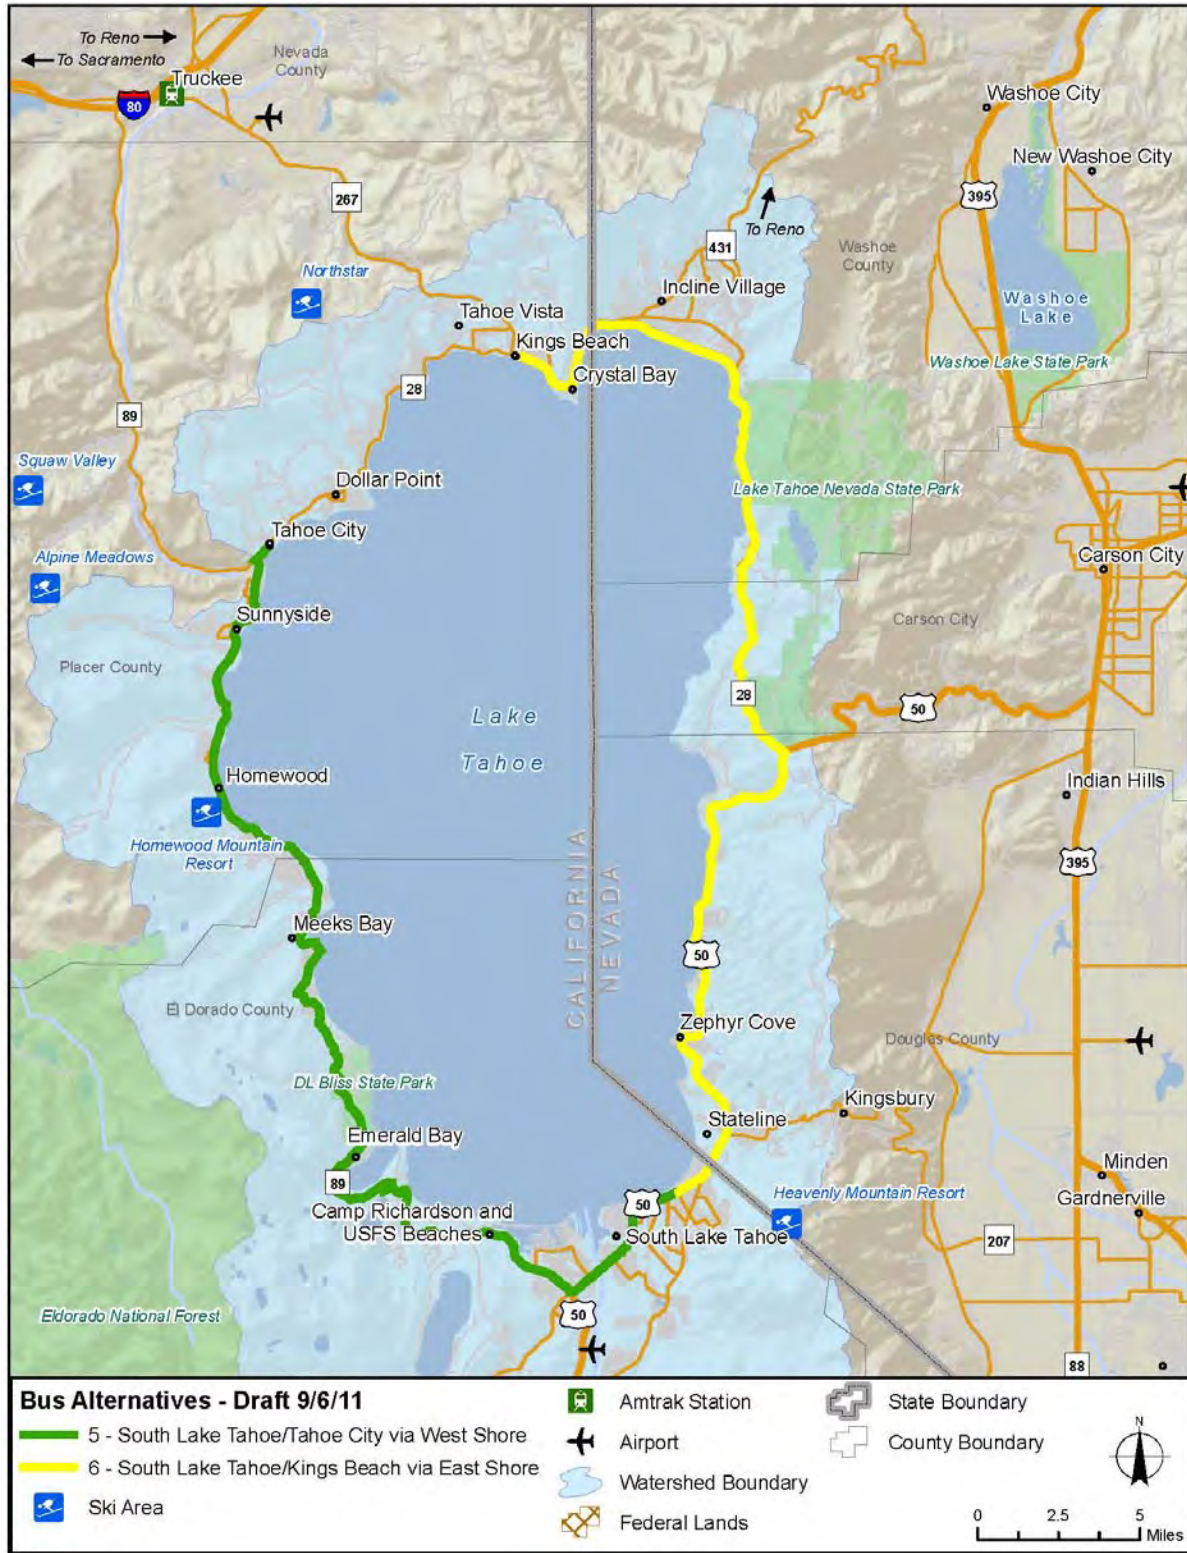 To Reno
To Sacramento
Nevada
County
Truckee
80
Washoe City
New Washoe City
395
267
To Reno
431
Washoe
County
Northstar
Incline Village
Washoe
Lake
Tahoe Vista
Kings Beach
Washoe Lake State Park
Crystal Bay
28
89
Squaw Valley
Dollar Point
Lake Tahoe Nevada State Park
Tahoe City
Alpine Meadows
Carson City
Sunnyside
Carson City
Placer County
28
50
Lake
Tahoe
Homewood
Indian Hills
Homewood Mountain
Resort
CALIFORNIA
NEVADA
395
Meeks Bay
50
El Dorado County
Zephyr Cove
Douglas County
DL Bliss State Park
Kingsbury
Stateline
Emerald Bay
Minden
89
Heavenly Mountain Resort
Gardnerville
Camp Richardson and
USFS Beaches
50
South Lake Tahoe
207
Eldorado National Forest
50
88
Bus Alternatives - Draft 9/6/11
5 - South Lake Tahoe/Tahoe City via West Shore
6 - South Lake Tahoe/Kings Beach via East Shore
Ski Area
Amtrak Station
Airport
Watershed Boundary
Federal Lands
State Boundary
County Boundary
N
0 2.5 5
Miles